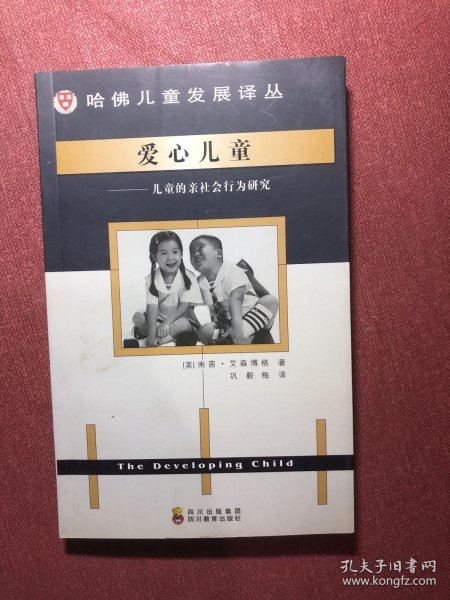 哈佛儿童发展译丛
爱心儿童
——儿童的亲社会行为研究
[美]南茜·艾森博格 著
巩毅梅 译
The Developing Child
四川出版集团
四川教育出版社
孔夫子旧书网
www.kongfz.com